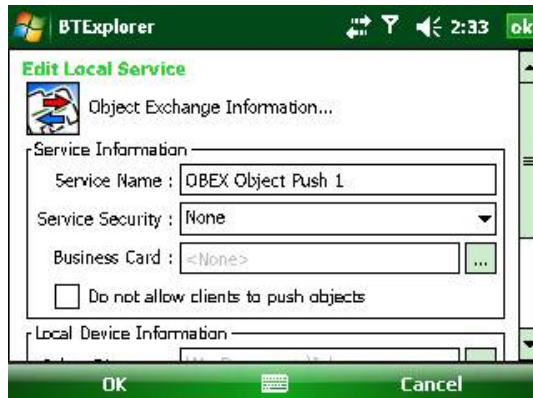 BTExplorer 2:33 ok
Edit Local Service
Object Exchange Information...
Service Information
Service Name : OBEX Object Push 1
Service Security : None
Business Card : <None> ...
Do not allow clients to push objects
Local Device Information
OK Cancel